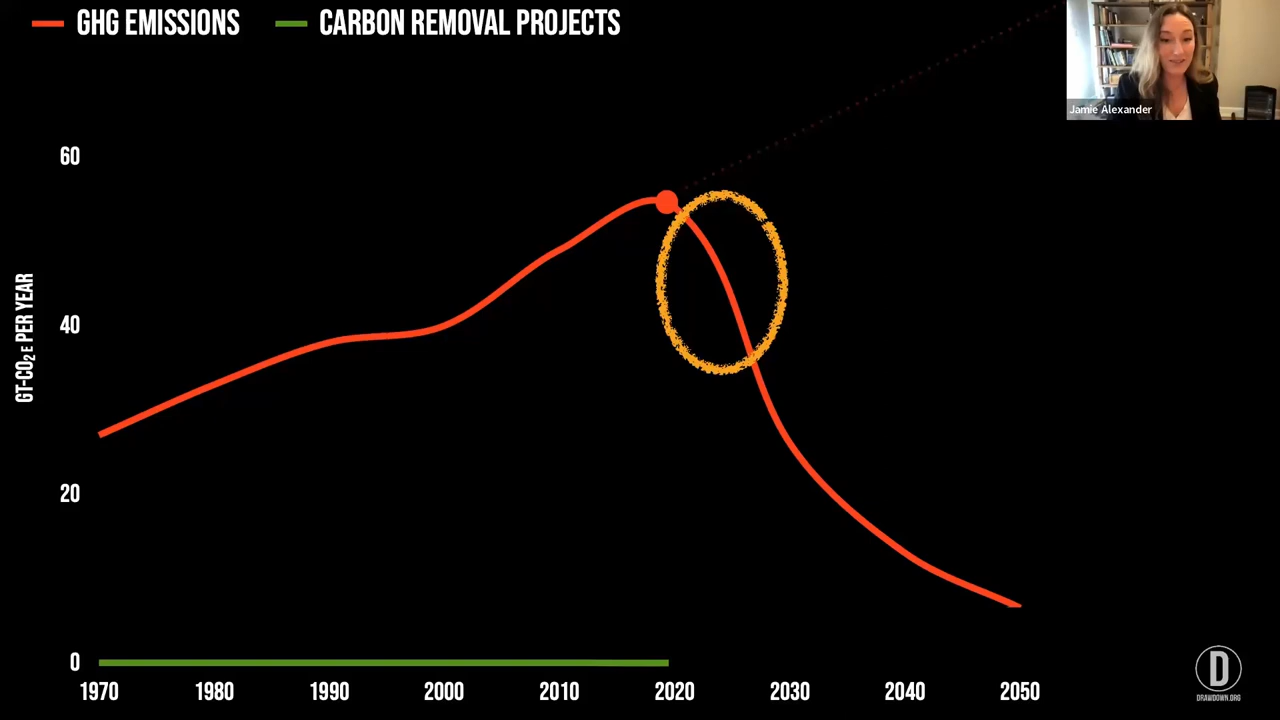 GHG EMISSIONS
CARBON REMOVAL PROJECTS
Jamie Alexander
60
40
20
0
GT-CO2 E PER YEAR
1970 1980 1990 2000 2010 2020 2030 2040 2050
D
DRAWDOWN.ORG